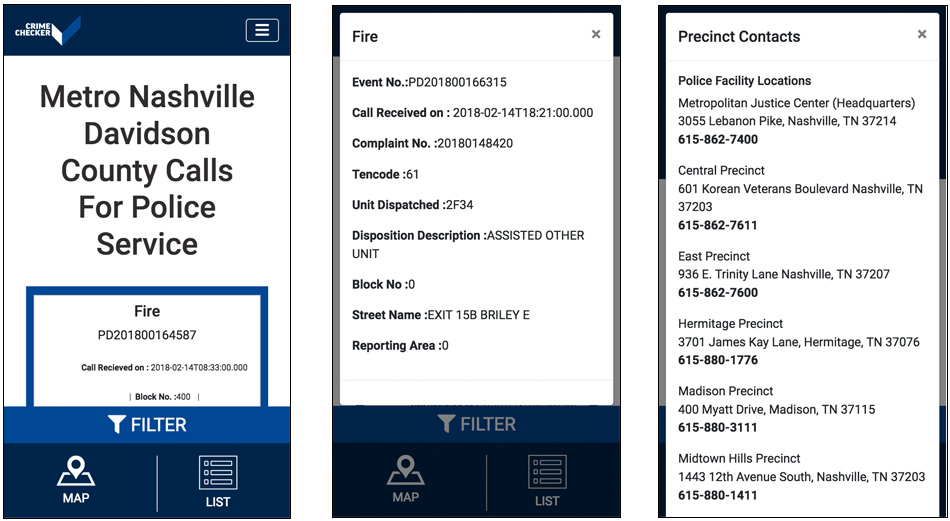 CRIME
CHECKER
Metro Nashville
Davidson
County Calls
For Police
Service
Fire
PD201800164587
Call Recieved on : 2018-02-14T08:33:00.000
| Block No. :400 |
FILTER
MAP
LIST
Fire ×
Event No.:PD201800166315
Call Received on : 2018-02-14T18:21:00.000
Complaint No. :20180148420
Tencode :61
Unit Dispatched :2F34
Disposition Description :ASSISTED OTHER
UNIT
Block No :0
Street Name :EXIT 15B BRILEY E
Reporting Area :0
FILTER
MAP
LIST
Precinct Contacts ×
Police Facility Locations
Metropolitan Justice Center (Headquarters)
3055 Lebanon Pike, Nashville, TN 37214
615-862-7400
Central Precinct
601 Korean Veterans Boulevard Nashville, TN
37203
615-862-7611
East Precinct
936 E. Trinity Lane Nashville, TN 37207
615-862-7600
Hermitage Precinct
3701 James Kay Lane, Hermitage, TN 37076
615-880-1776
Madison Precinct
400 Myatt Drive, Madison, TN 37115
615-880-3111
Midtown Hills Precinct
1443 12th Avenue South, Nashville, TN 37203
615-880-1411